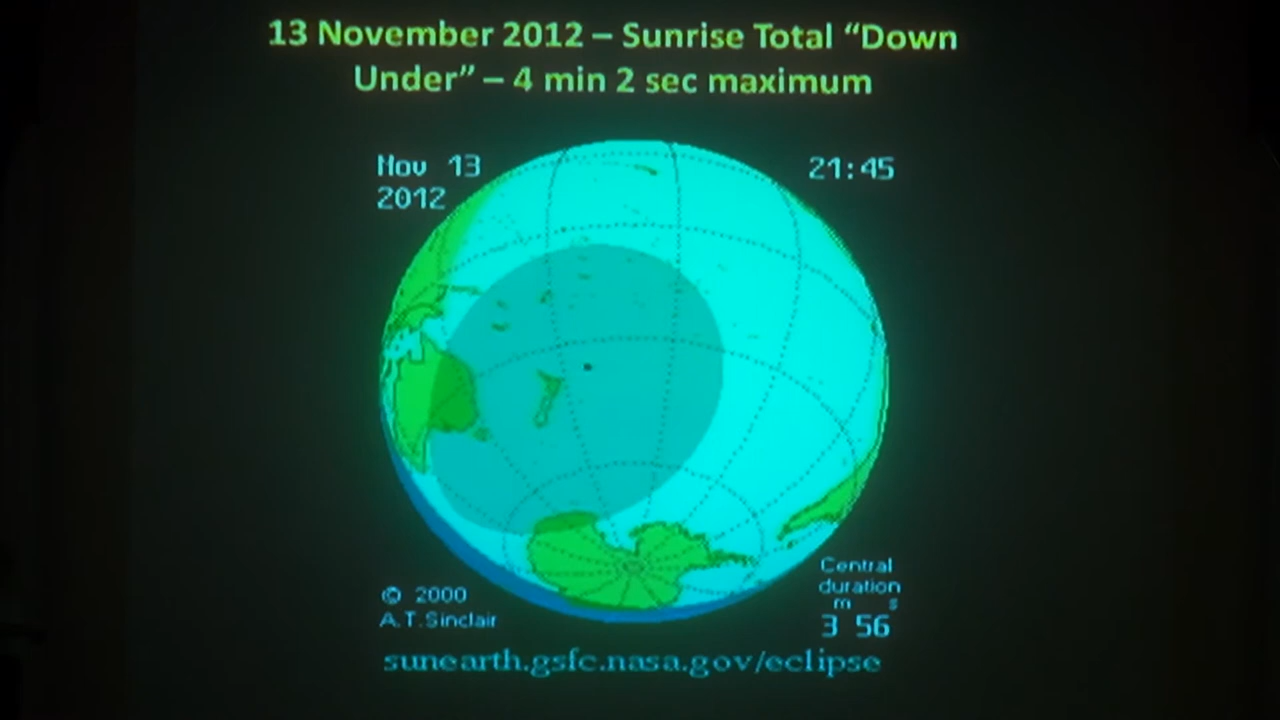 13 November 2012 – Sunrise Total “Down
Under” – 4 min 2 sec maximum
Nov 13
2012
21:45
© 2000
A.T.Sinclair
Central
duration
m s
3 56
sunearth.gsfc.nasa.gov/eclipse